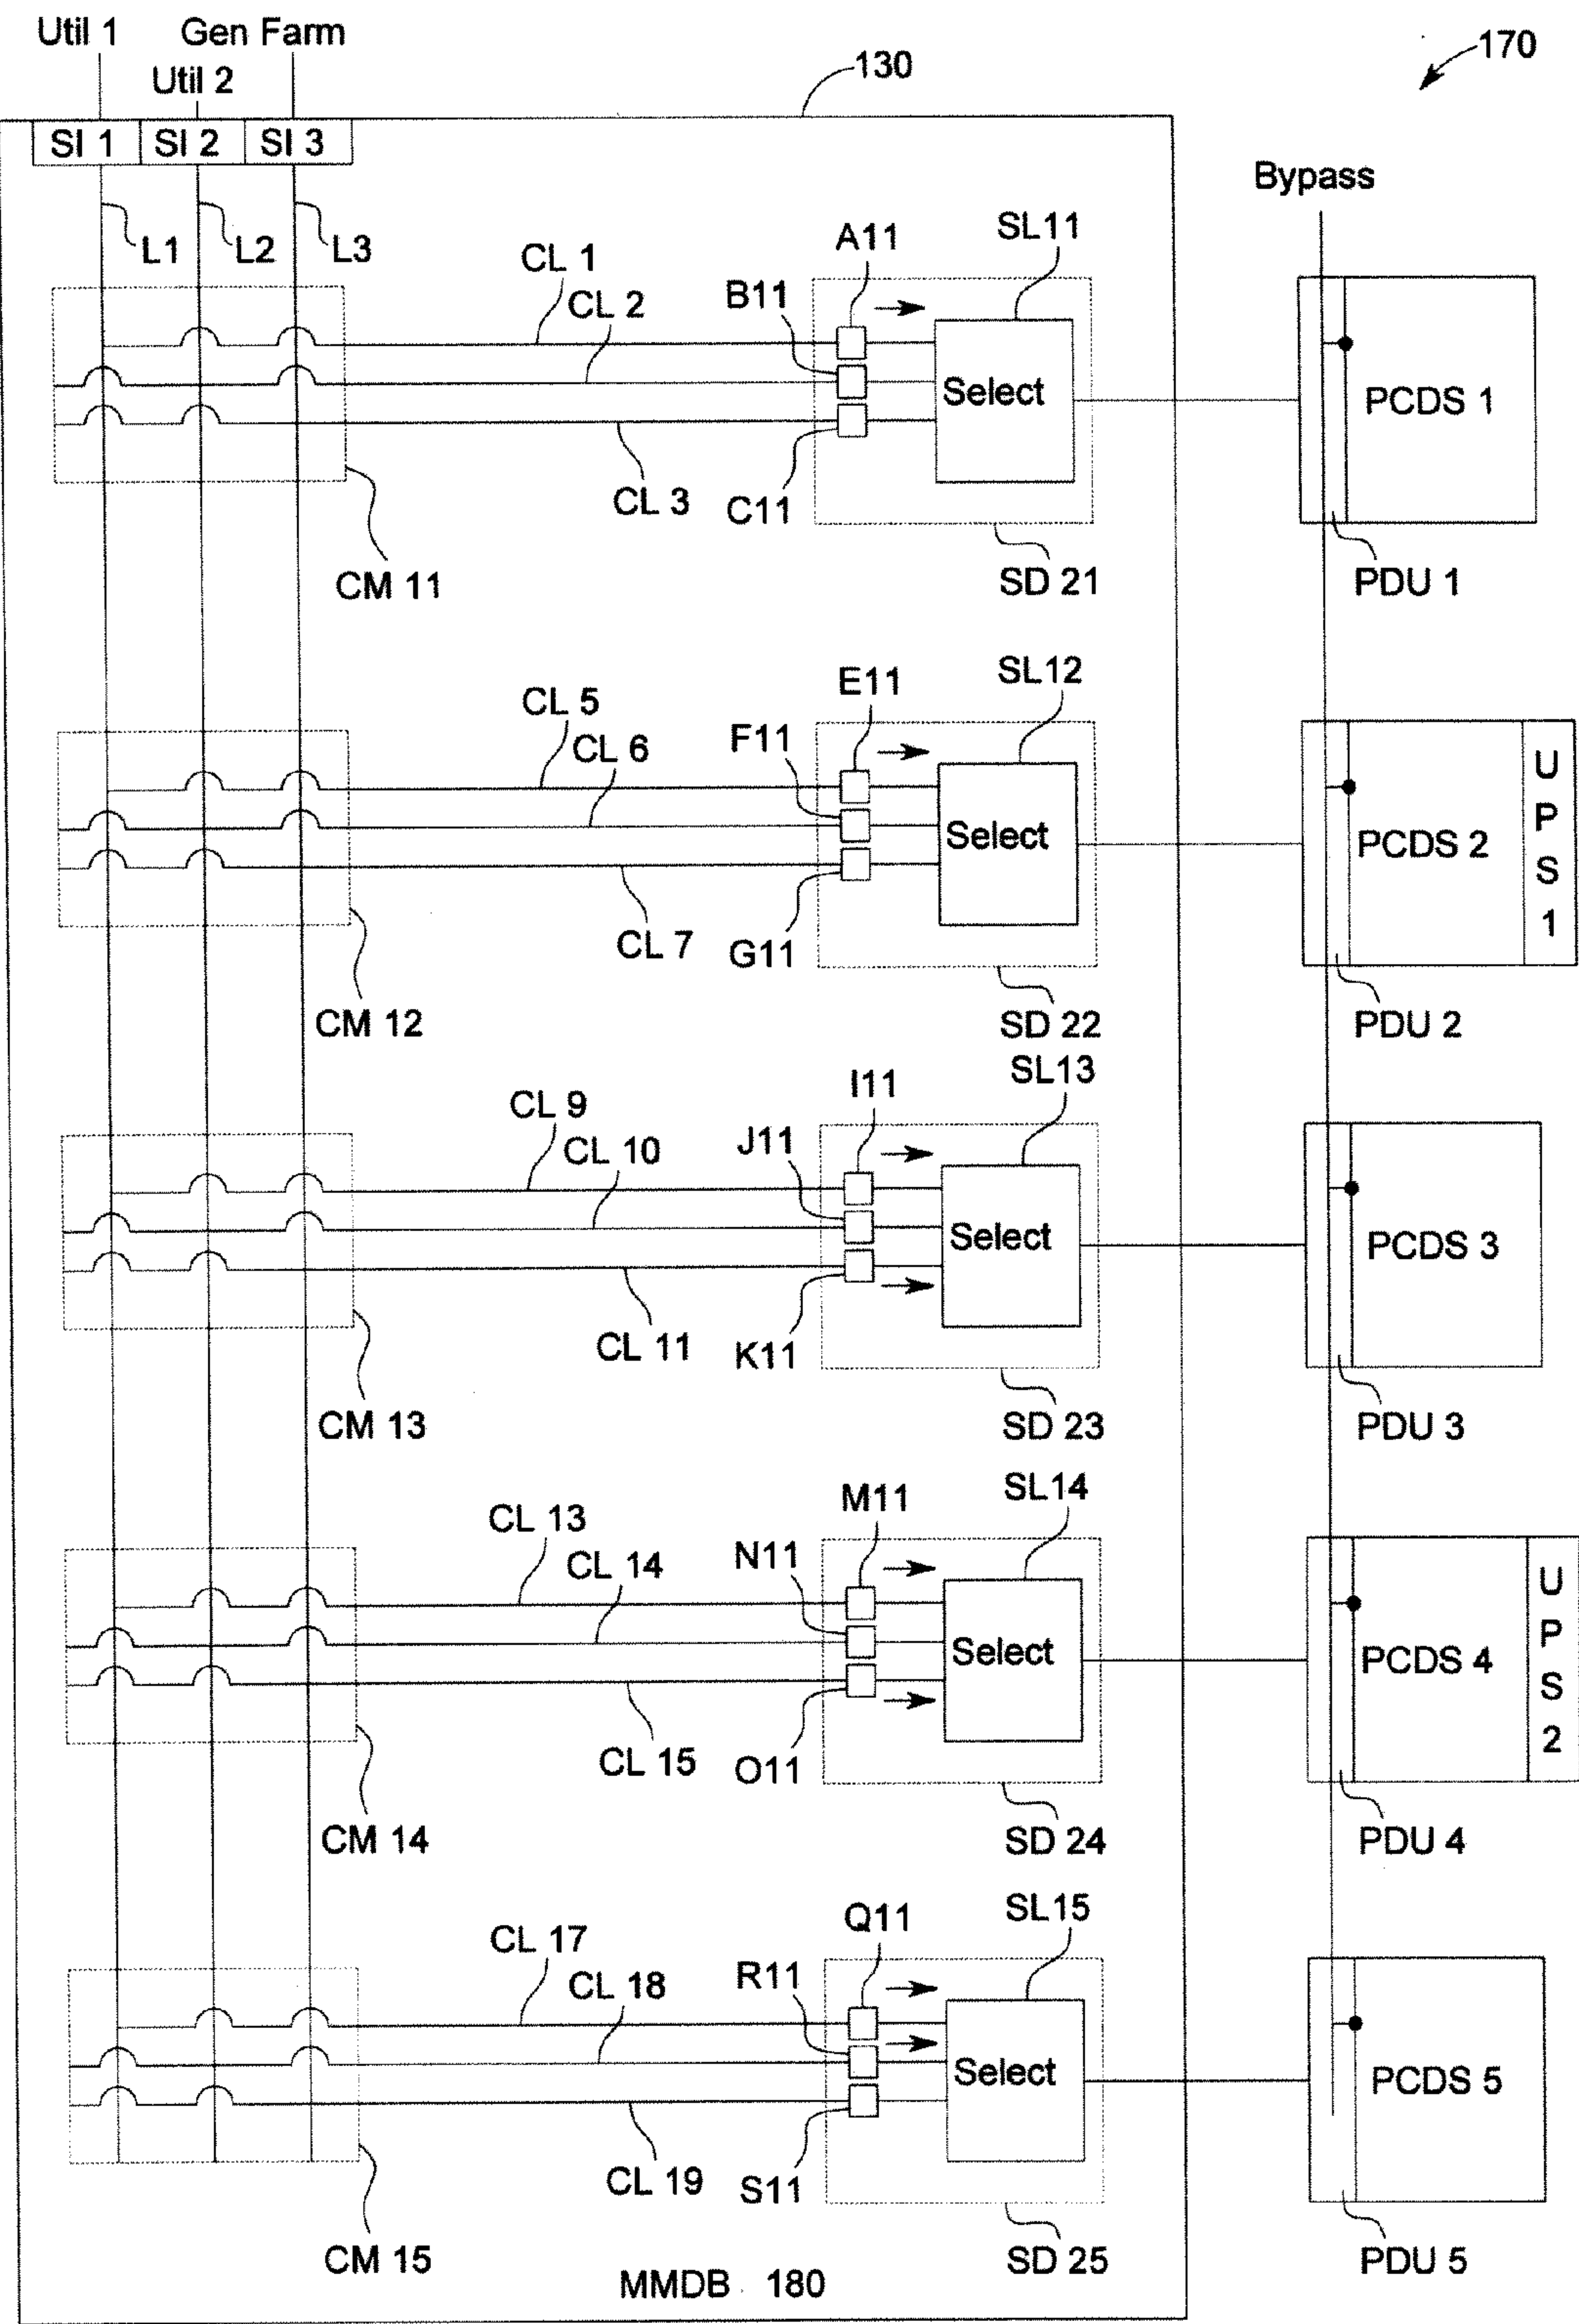 Util 1 Gen Farm
Util 2
130
170
SI 1 SI 2 SI 3
Bypass
L1 L2 L3
CL 1
CL 2
A11
B11
SL11
Select
PCDS 1
CL 3
C11
CM 11
SD 21
PDU 1
CL 5
CL 6
E11
F11
SL12
Select
PCDS 2
UPS 1
CL 7
G11
CM 12
SD 22
PDU 2
CL 9
CL 10
I11
J11
SL13
Select
PCDS 3
CL 11
K11
CM 13
SD 23
PDU 3
CL 13
CL 14
M11
N11
SL14
Select
PCDS 4
UPS 2
CL 15
O11
CM 14
SD 24
PDU 4
CL 17
CL 18
Q11
R11
SL15
Select
PCDS 5
CL 19
S11
CM 15
SD 25
PDU 5
MMDB 180